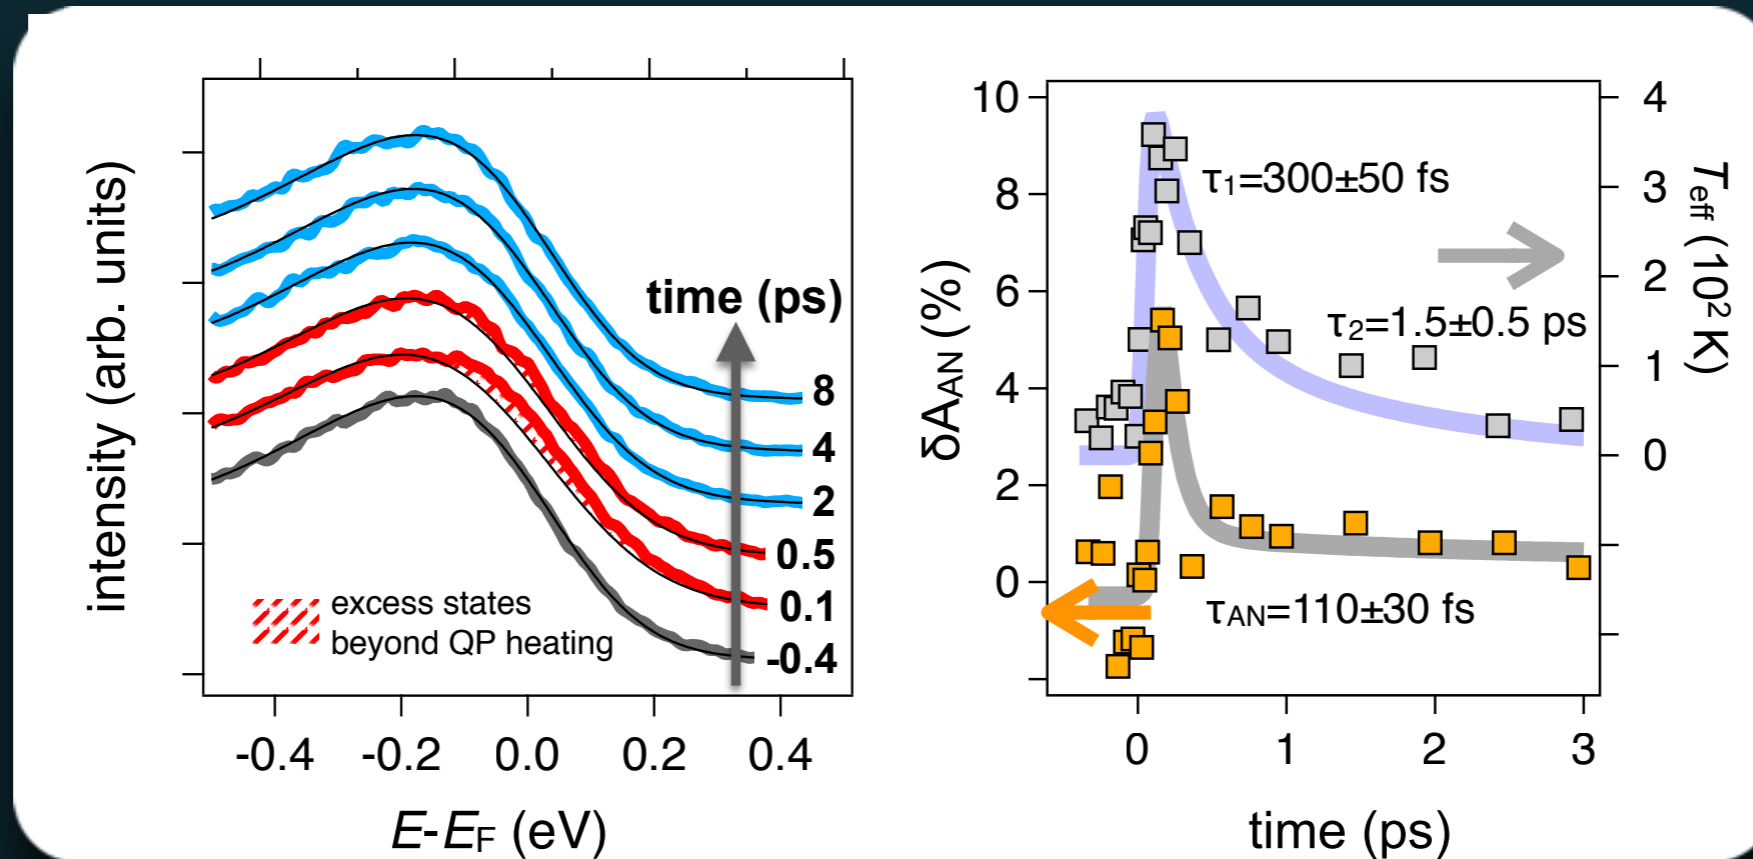 intensity (arb. units)
time (ps)
8
4
2
0.5
0.1
-0.4
excess states
beyond QP heating
-0.4 -0.2 0.0 0.2 0.4
E-EF (eV)
δAAN (%)
10
8
6
4
2
0
τ1=300±50 fs
τ2=1.5±0.5 ps
τAN=110±30 fs
4
3
2
1
0
Teff (10² K)
0 1 2 3
time (ps)